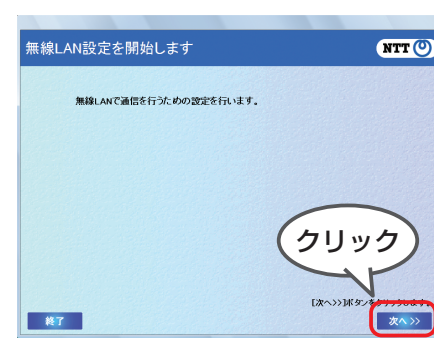 無線LAN設定を開始します
NTT
無線LANで通信を行うための設定を行います。
クリック
[次へ>>]ボタンをクリックします。
終了
次へ>>